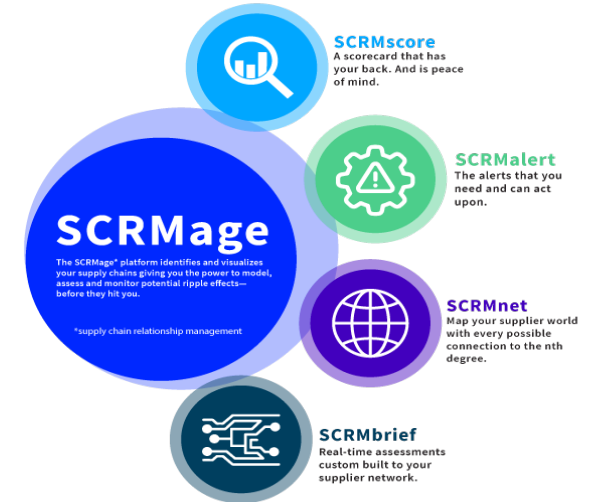 SCRMscore
A scorecard that has
your back. And is peace
of mind.
SCRMalert
The alerts that you
need and can act
upon.
SCRMage
The SCRMage* platform identifies and visualizes
your supply chains giving you the power to model,
assess and monitor potential ripple effects—
before they hit you.
*supply chain relationship management
SCRMnet
Map your supplier world
with every possible
connection to the nth
degree.
SCRMbrief
Real-time assessments
custom built to your
supplier network.